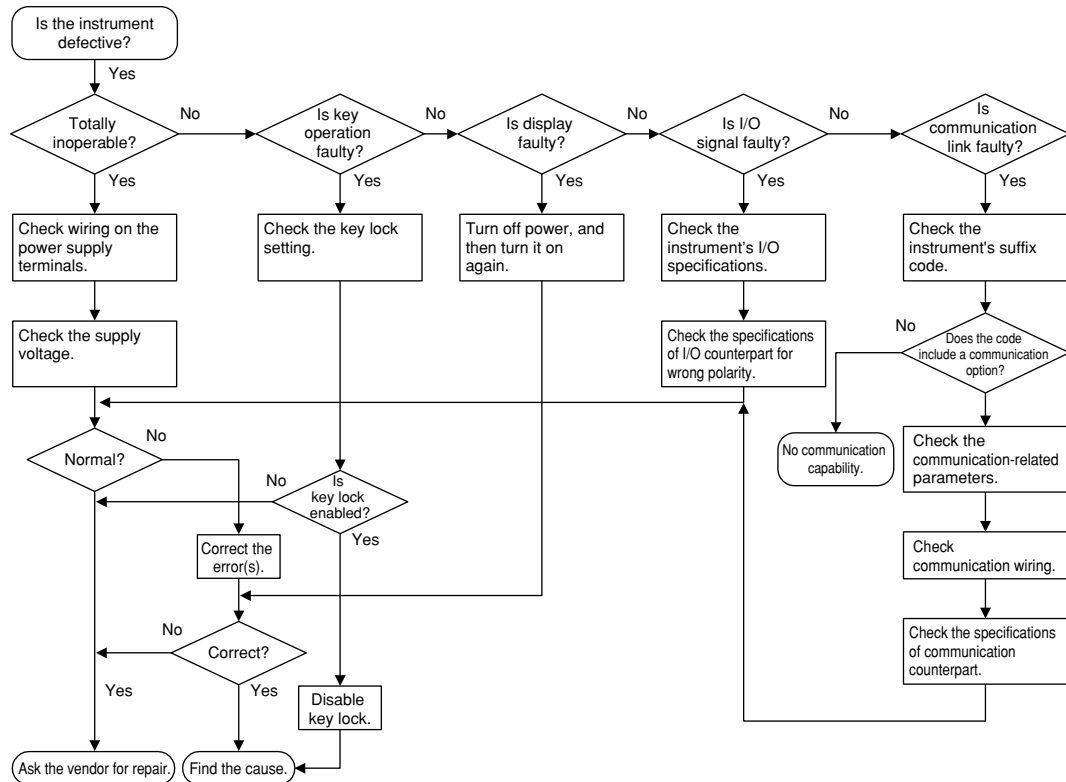 Is the instrument
defective?
Yes
Totally
inoperable?
No
Is key
operation
faulty?
No
Is display
faulty?
No
Is I/O
signal faulty?
No
Is
communication
link faulty?
Yes
Yes
Yes
Yes
Yes
Check wiring on the
power supply
terminals.
Check the key lock
setting.
Turn off power, and
then turn it on
again.
Check the
instrument’s I/O
specifications.
Check the
instrument's suffix
code.
Check the supply
voltage.
Check the specifications
of I/O counterpart for
wrong polarity.
No
Does the code
include a communication
option?
Normal?
No
No communication
capability.
Check the
communication-related
parameters.
No
Is
key lock
enabled?
Yes
Correct the
error(s).
Check
communication wiring.
No
Correct?
Check the specifications
of communication
counterpart.
Yes
Yes
Disable
key lock.
Ask the vendor for repair.
Find the cause.